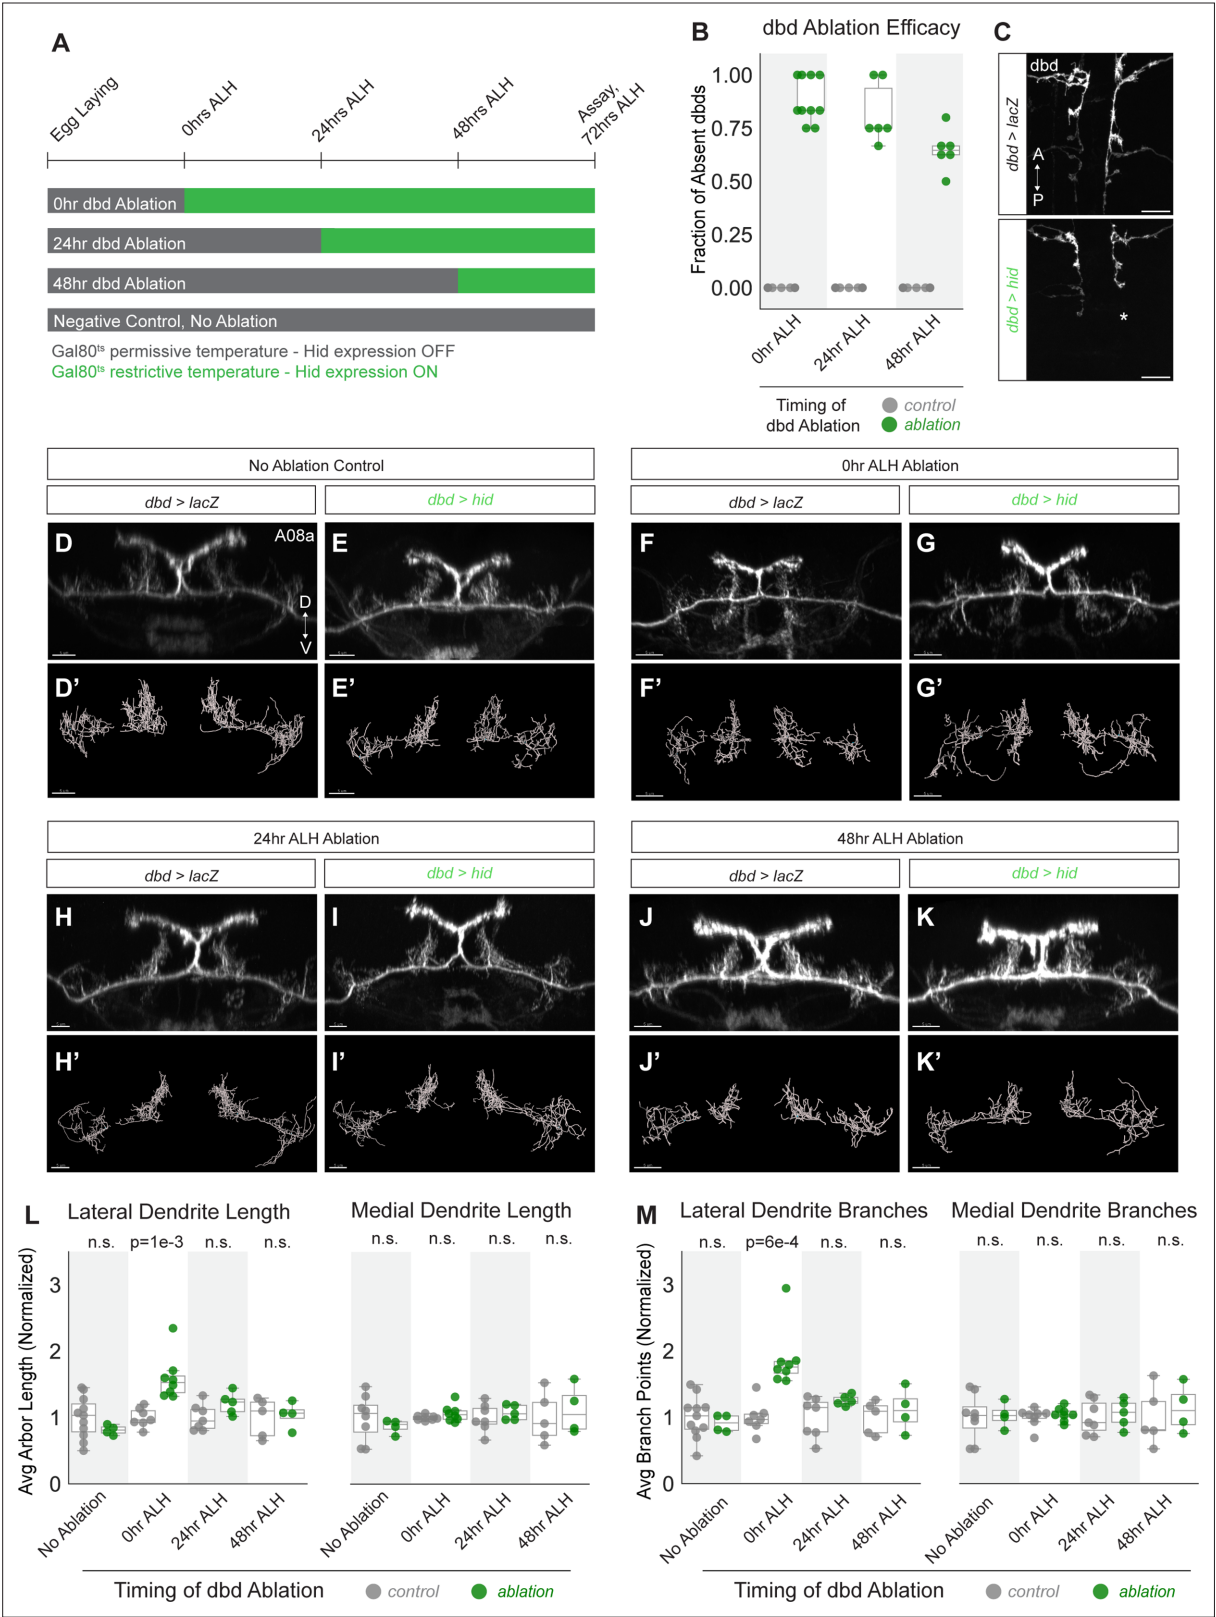 A
Egg Laying
0hrs ALH
24hrs ALH
48hrs ALH
Assay,
72hrs ALH
0hr dbd Ablation
24hr dbd Ablation
48hr dbd Ablation
Negative Control, No Ablation
Gal80ts permissive temperature - Hid expression OFF
Gal80ts restrictive temperature - Hid expression ON
B
dbd Ablation Efficacy
Fraction of Absent dbds
1.00
0.75
0.50
0.25
0.00
0hr ALH
24hr ALH
48hr ALH
Timing of
dbd Ablation
control
ablation
C
dbd > lacZ
dbd
A
P
dbd > hid
*
No Ablation Control
dbd > lacZ
dbd > hid
D
A08a
D
V
E
D’
E’
0hr ALH Ablation
dbd > lacZ
dbd > hid
F
G
F’
G’
24hr ALH Ablation
dbd > lacZ
dbd > hid
H
I
H’
I’
48hr ALH Ablation
dbd > lacZ
dbd > hid
J
K
J’
K’
L
Lateral Dendrite Length
n.s.
p=1e-3
n.s.
n.s.
Avg Arbor Length (Normalized)
3
2
1
0
No Ablation
0hr ALH
24hr ALH
48hr ALH
Medial Dendrite Length
n.s.
n.s.
n.s.
n.s.
No Ablation
0hr ALH
24hr ALH
48hr ALH
Timing of dbd Ablation
control
ablation
M
Lateral Dendrite Branches
n.s.
p=6e-4
n.s.
n.s.
Avg Branch Points (Normalized)
3
2
1
0
No Ablation
0hr ALH
24hr ALH
48hr ALH
Medial Dendrite Branches
n.s.
n.s.
n.s.
n.s.
No Ablation
0hr ALH
24hr ALH
48hr ALH
Timing of dbd Ablation
control
ablation